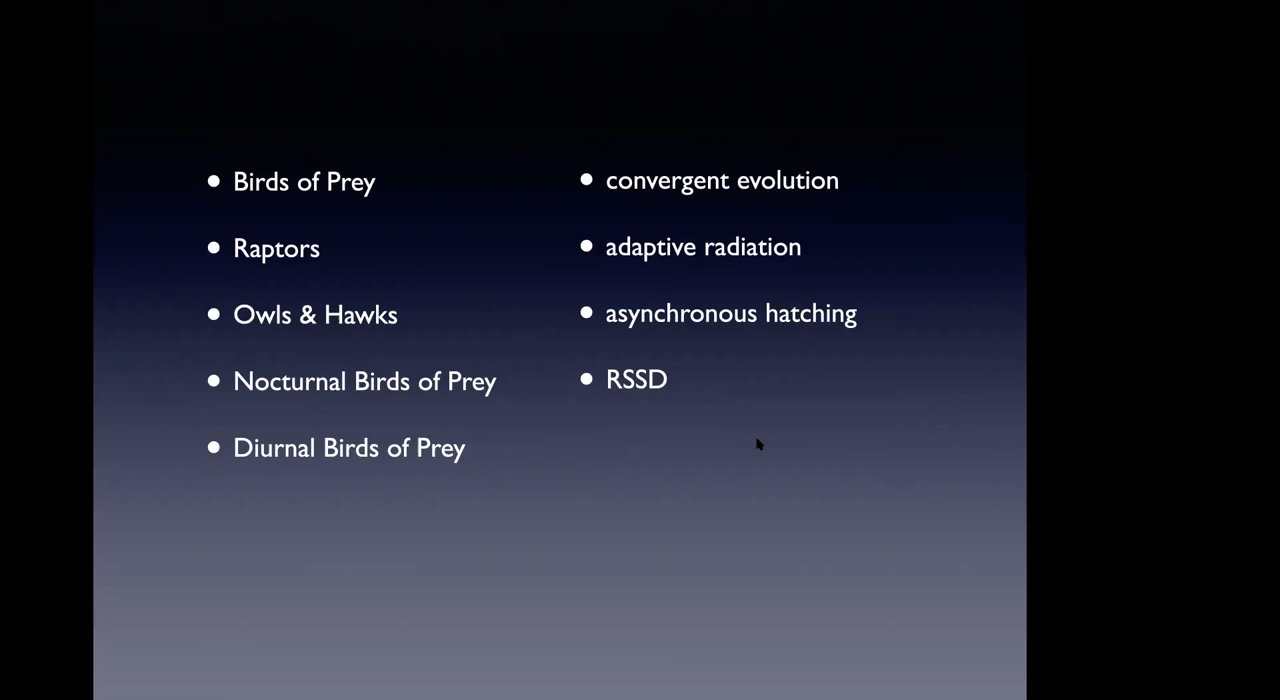 • Birds of Prey
• Raptors
• Owls & Hawks
• Nocturnal Birds of Prey
• Diurnal Birds of Prey
• convergent evolution
• adaptive radiation
• asynchronous hatching
• RSSD